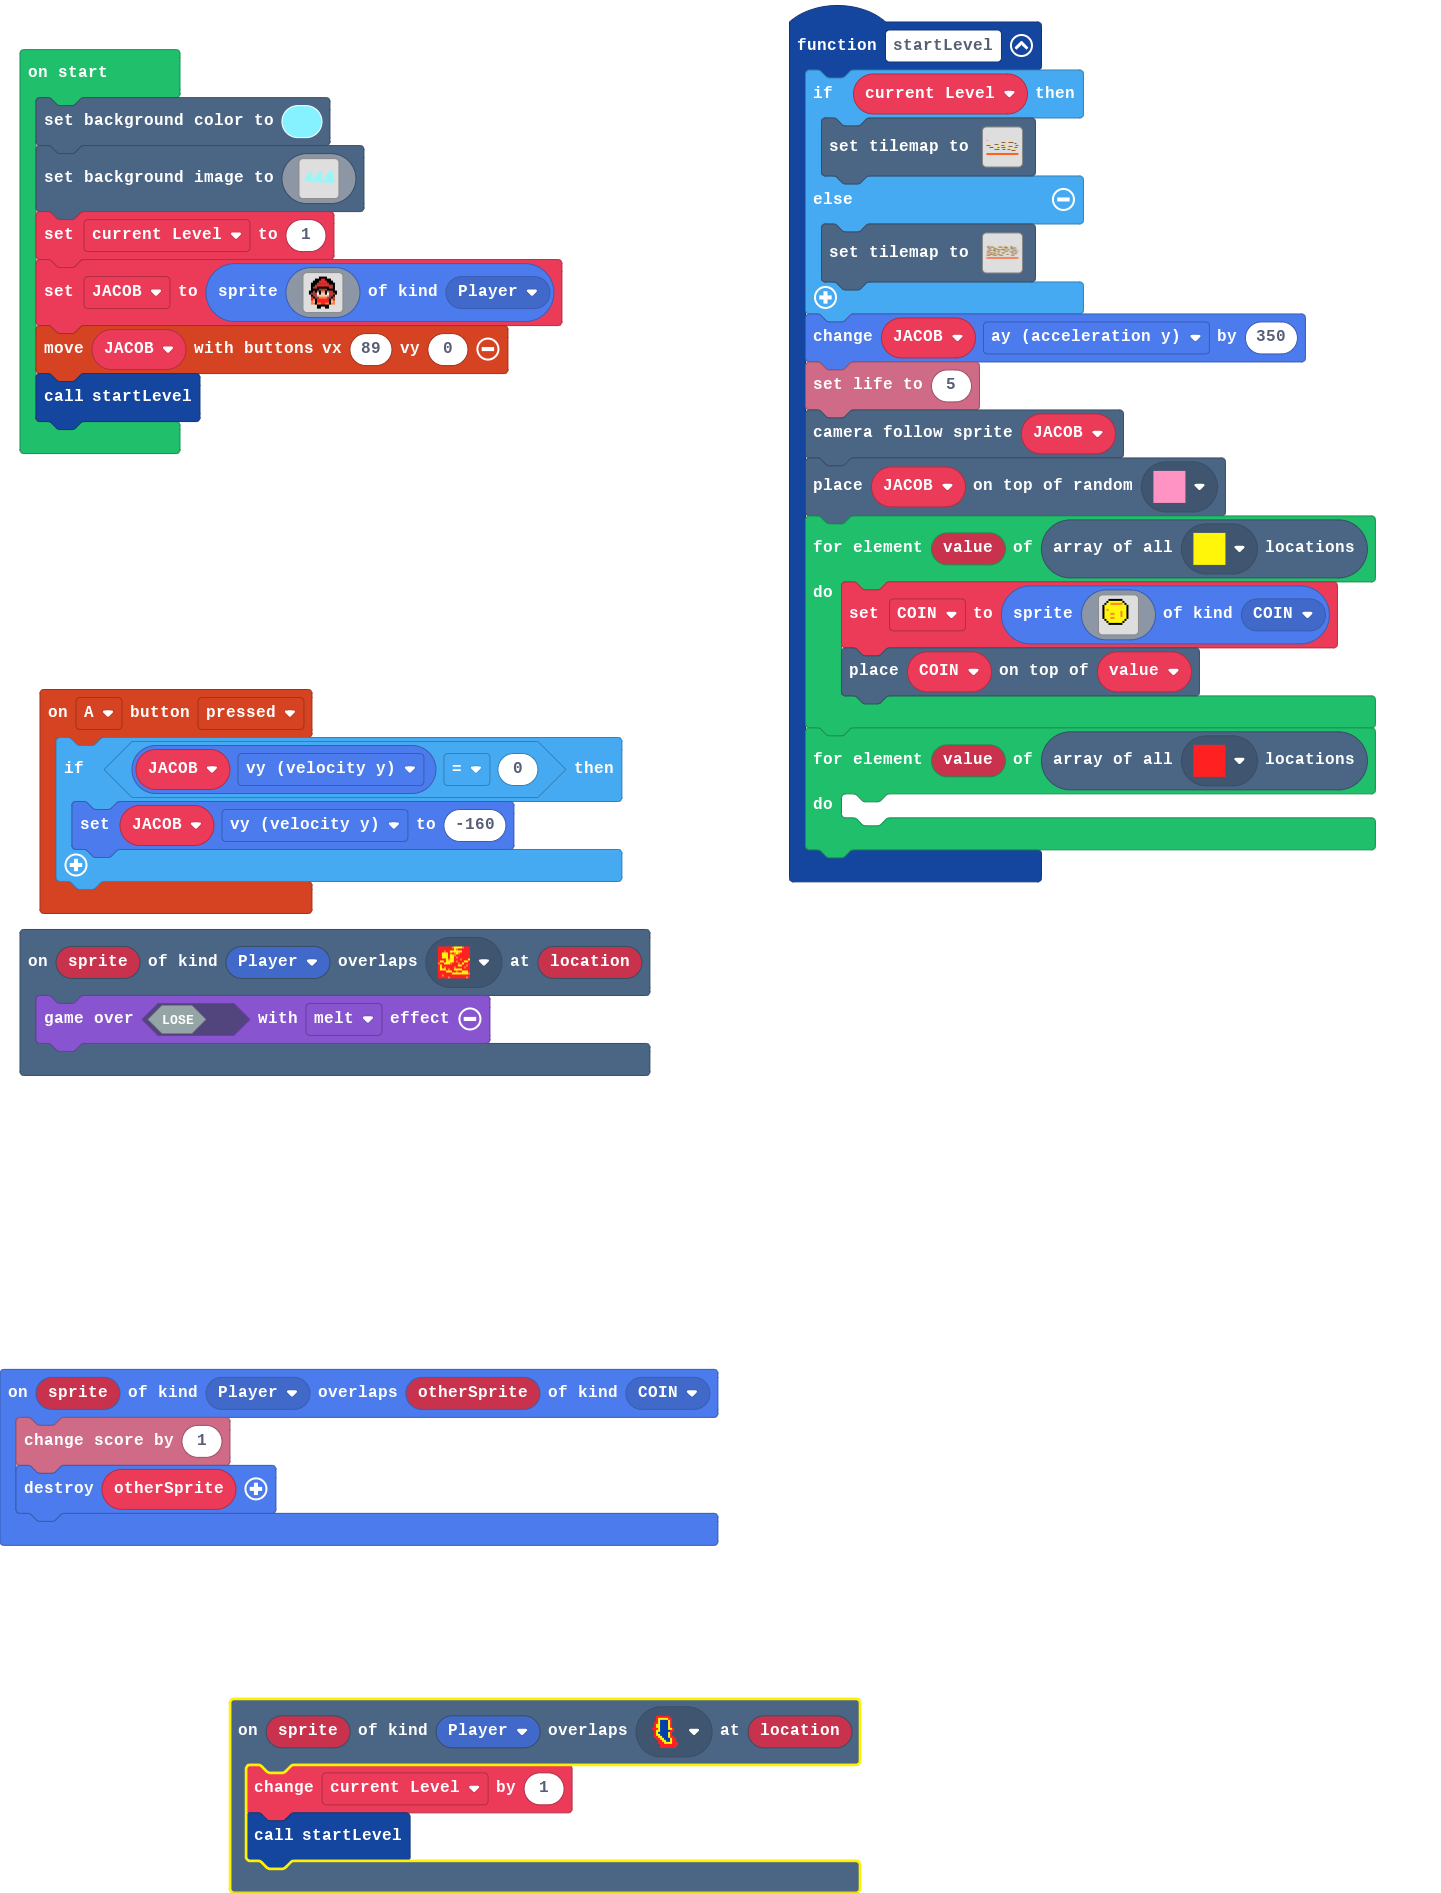 on start
set background color to
set background image to
set current Level to 1
set JACOB to sprite of kind Player
move JACOB with buttons vx 89 vy 0
call startLevel
function startLevel
if current Level then
set tilemap to
else
set tilemap to
change JACOB ay (acceleration y) by 350
set life to 5
camera follow sprite JACOB
place JACOB on top of random
for element value of array of all locations
do
set COIN to sprite of kind COIN
place COIN on top of value
for element value of array of all locations
do
on A button pressed
if JACOB vy (velocity y) = 0 then
set JACOB vy (velocity y) to -160
on sprite of kind Player overlaps at location
game over LOSE with melt effect
on sprite of kind Player overlaps otherSprite of kind COIN
change score by 1
destroy otherSprite
on sprite of kind Player overlaps at location
change current Level by 1
call startLevel